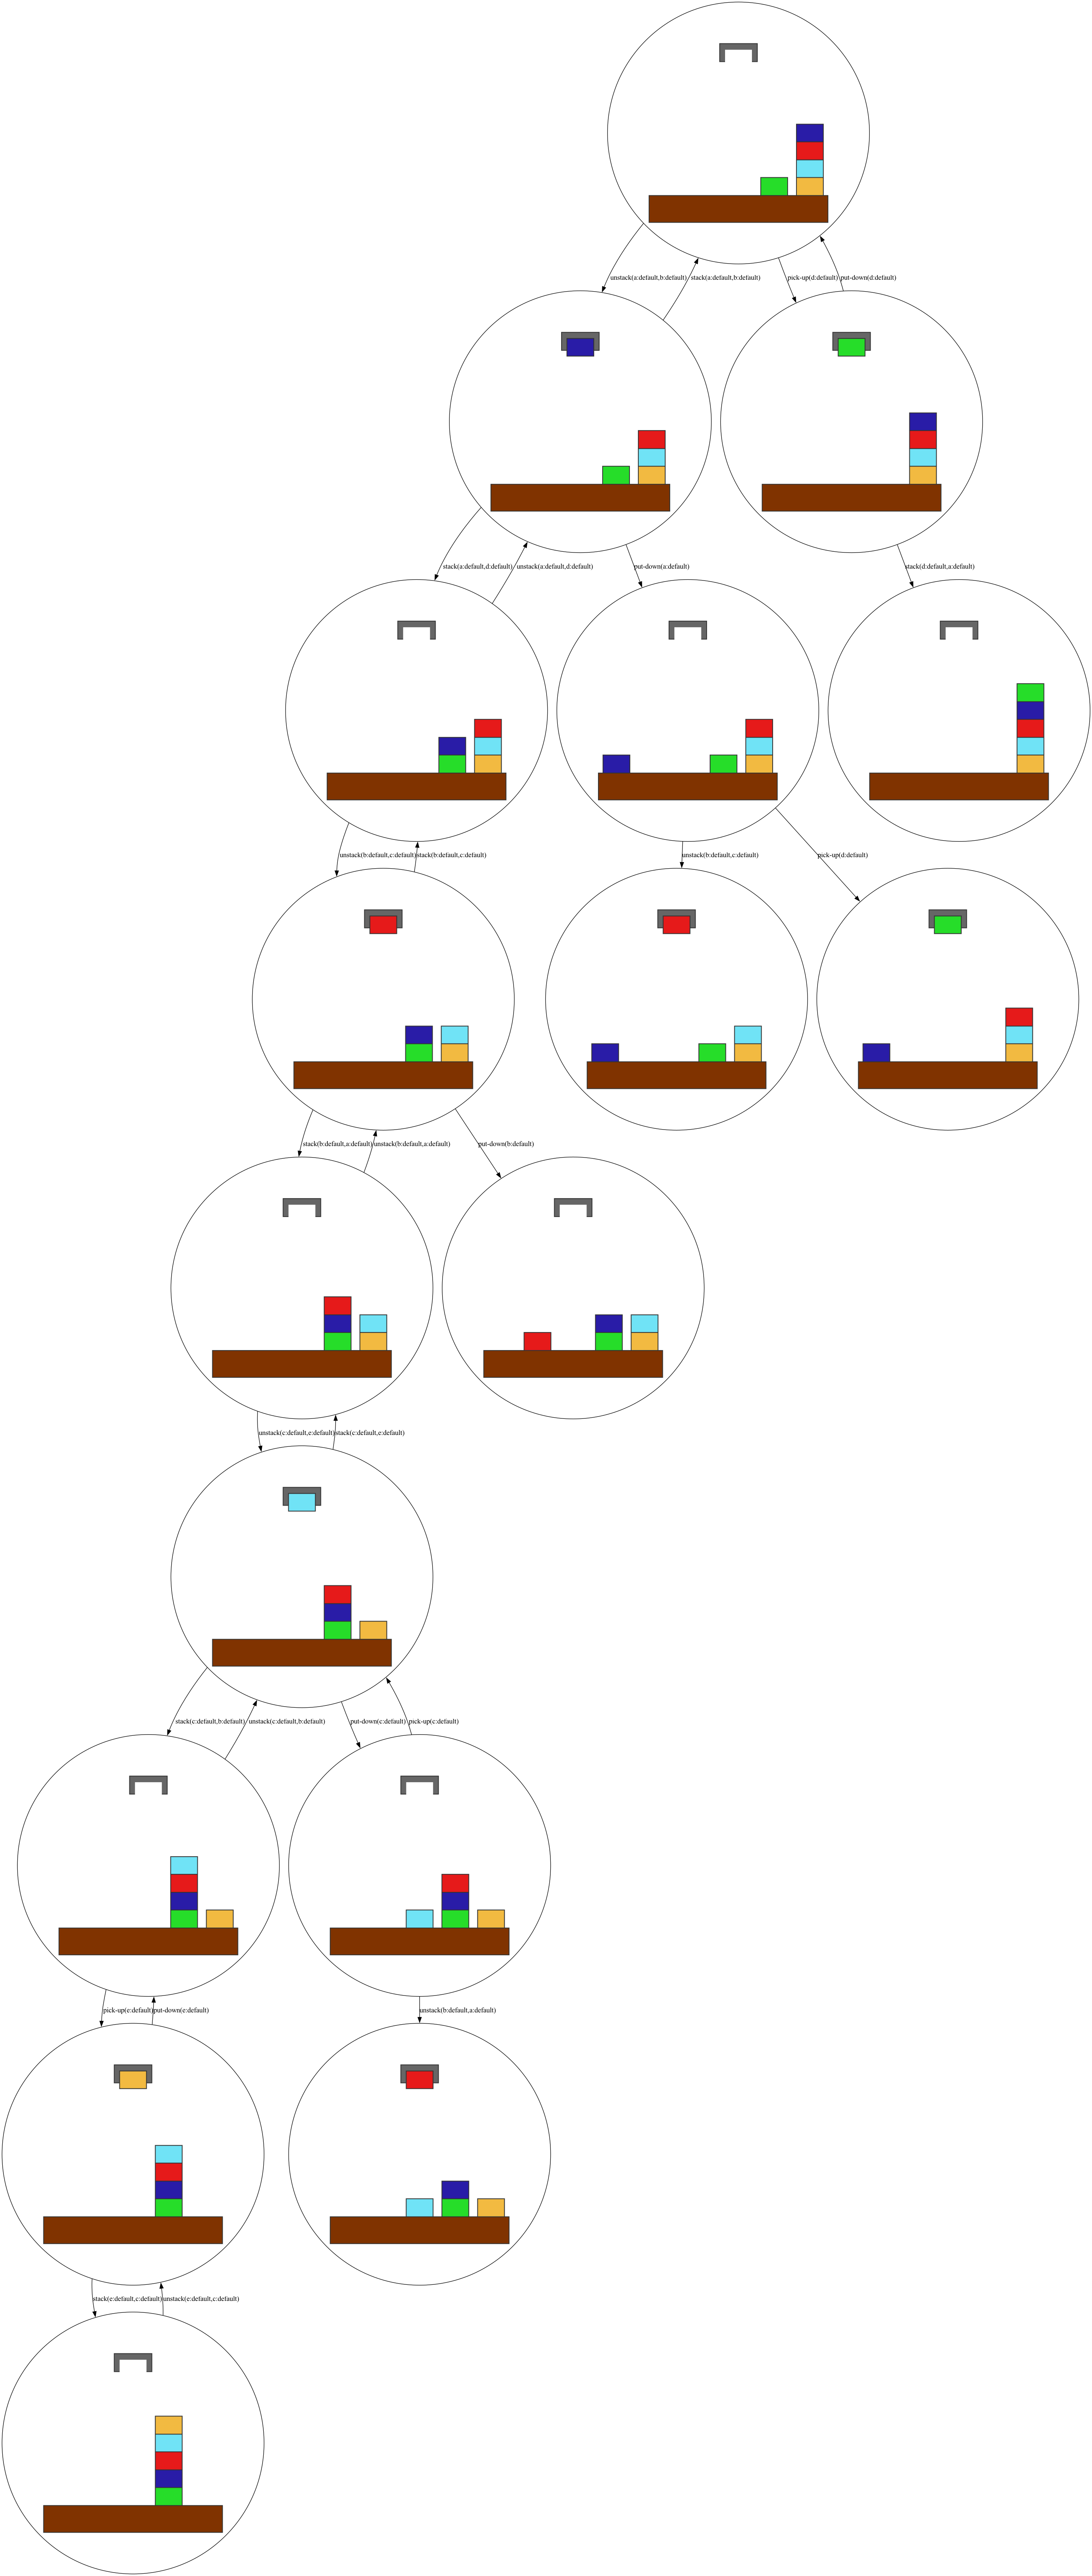 unstack(a:default,b:default)
stack(a:default,b:default)
pick-up(d:default)
put-down(d:default)
stack(a:default,d:default)
unstack(a:default,d:default)
put-down(a:default)
stack(d:default,a:default)
unstack(b:default,c:default)
stack(b:default,c:default)
unstack(b:default,c:default)
pick-up(d:default)
stack(b:default,a:default)
unstack(b:default,a:default)
put-down(b:default)
unstack(c:default,e:default)
stack(c:default,e:default)
stack(c:default,b:default)
unstack(c:default,b:default)
put-down(c:default)
pick-up(c:default)
pick-up(e:default)
put-down(e:default)
unstack(b:default,a:default)
stack(e:default,c:default)
unstack(e:default,c:default)